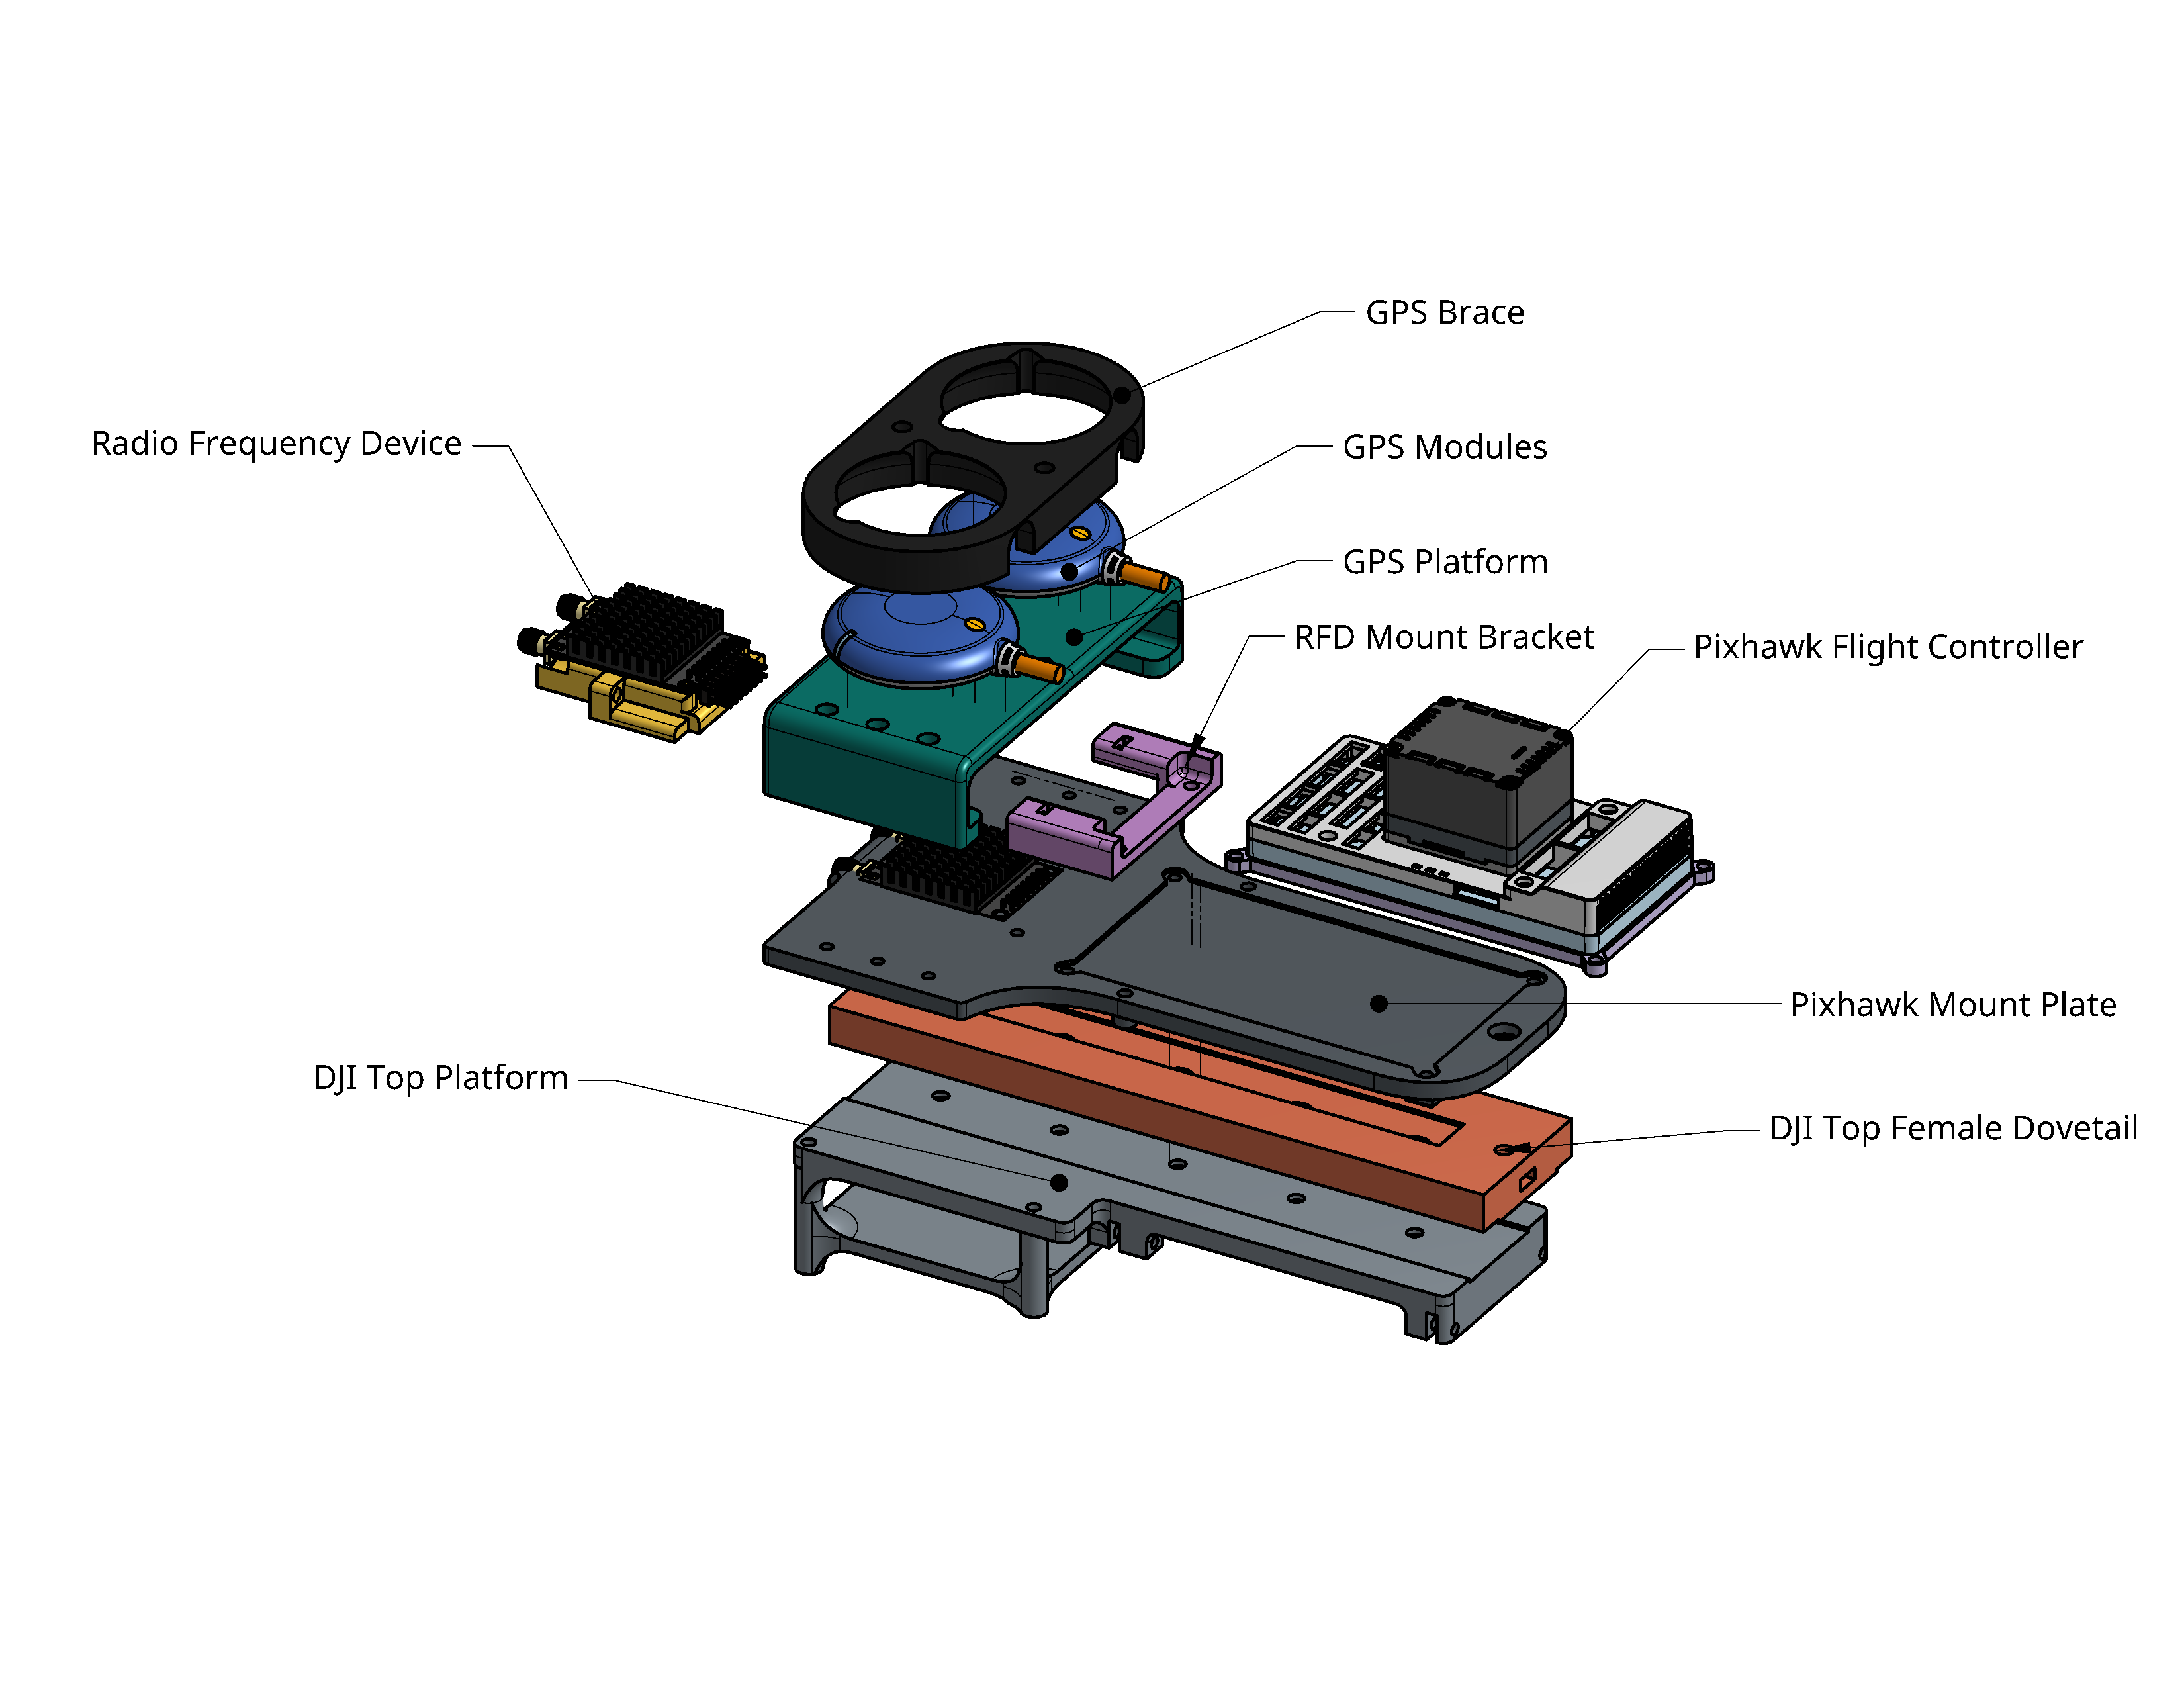 GPS Brace
Radio Frequency Device
GPS Modules
GPS Platform
RFD Mount Bracket
Pixhawk Flight Controller
Pixhawk Mount Plate
DJI Top Platform
DJI Top Female Dovetail